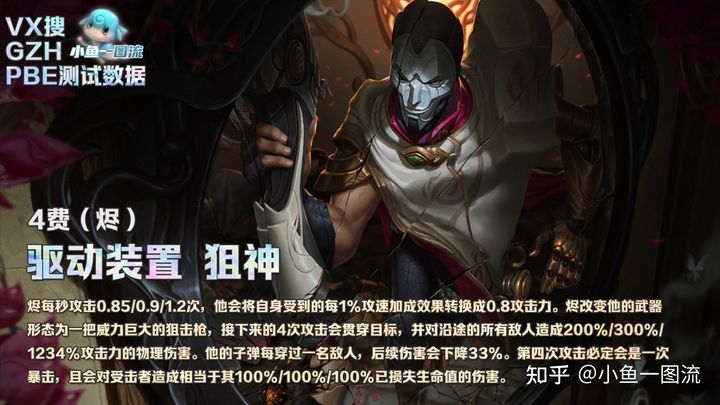 VX搜
GZH 小鱼一图流
PBE测试数据
4费（烬）
驱动装置 狙神
烬每秒攻击0.85/0.9/1.2次，他会将自身受到的每1%攻速加成效果转换成0.8攻击力。烬改变他的武器
形态为一把威力巨大的狙击枪，接下来的4次攻击会贯穿目标，并对沿途的所有敌人造成200%/300%/
1234%攻击力的物理伤害。他的子弹每穿过一名敌人，后续伤害会下降33%。第四次攻击必定会是一次
暴击，且会对受击者造成相当于其100%/100%/100%已损失生命值的伤害。
知乎 @小鱼一图流